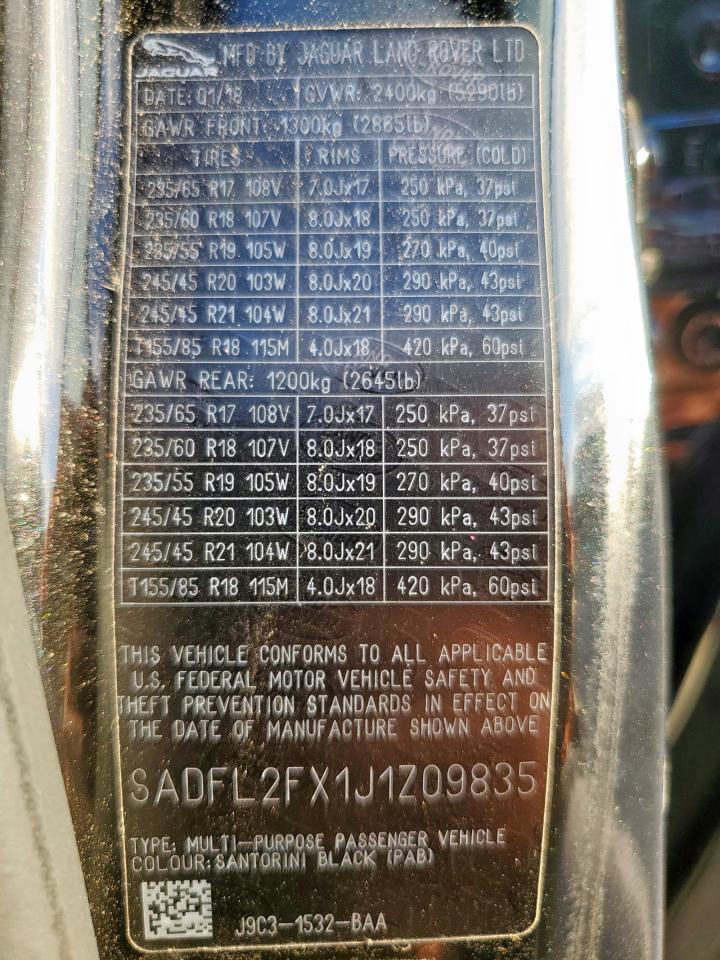 JAGUAR MFD BY JAGUAR LAND ROVER LTD
DATE: 01/18 GVWR: 2400kg (5290lb)
GAWR FRONT: 1300kg (2865lb)
TIRES RIMS PRESSURE (COLD)
235/65 R17 108V 7.0Jx17 250 kPa, 37psi
235/60 R18 107V 8.0Jx18 250 kPa, 37psi
235/55 R19 105W 8.0Jx19 270 kPa, 40psi
245/45 R20 103W 8.0Jx20 290 kPa, 43psi
245/45 R21 104W 8.0Jx21 290 kPa, 43psi
T155/85 R18 115M 4.0Jx18 420 kPa, 60psi
GAWR REAR: 1200kg (2645lb)
235/65 R17 108V 7.0Jx17 250 kPa, 37psi
235/60 R18 107V 8.0Jx18 250 kPa, 37psi
235/55 R19 105W 8.0Jx19 270 kPa, 40psi
245/45 R20 103W 8.0Jx20 290 kPa, 43psi
245/45 R21 104W 8.0Jx21 290 kPa, 43psi
T155/85 R18 115M 4.0Jx18 420 kPa, 60psi
THIS VEHICLE CONFORMS TO ALL APPLICABLE
U.S. FEDERAL MOTOR VEHICLE SAFETY AND
THEFT PREVENTION STANDARDS IN EFFECT ON
THE DATE OF MANUFACTURE SHOWN ABOVE
SADFL2FX1J1Z09835
TYPE: MULTI-PURPOSE PASSENGER VEHICLE
COLOUR: SANTORINI BLACK (PAB)
J9C3-1532-BAA